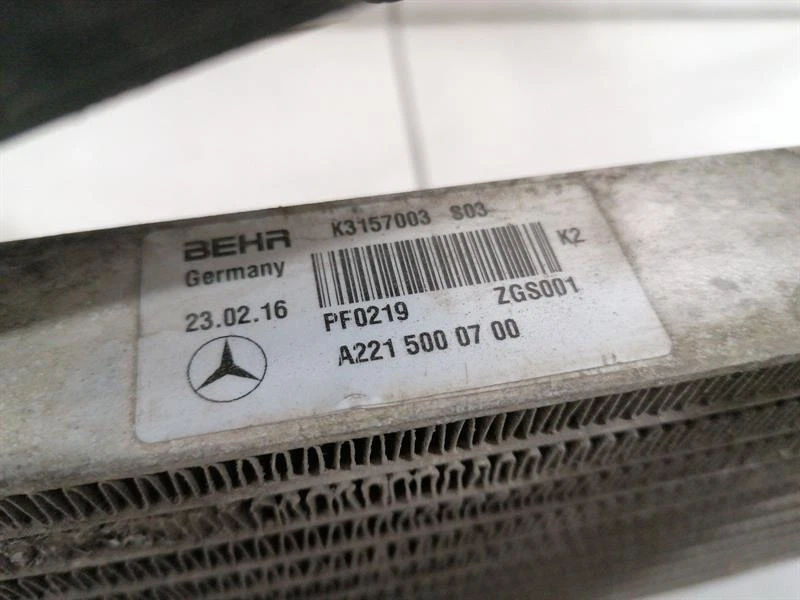 BEHR
Germany
23.02.16
K3157003 S03
K2
PF0219 ZGS001
A221 500 07 00